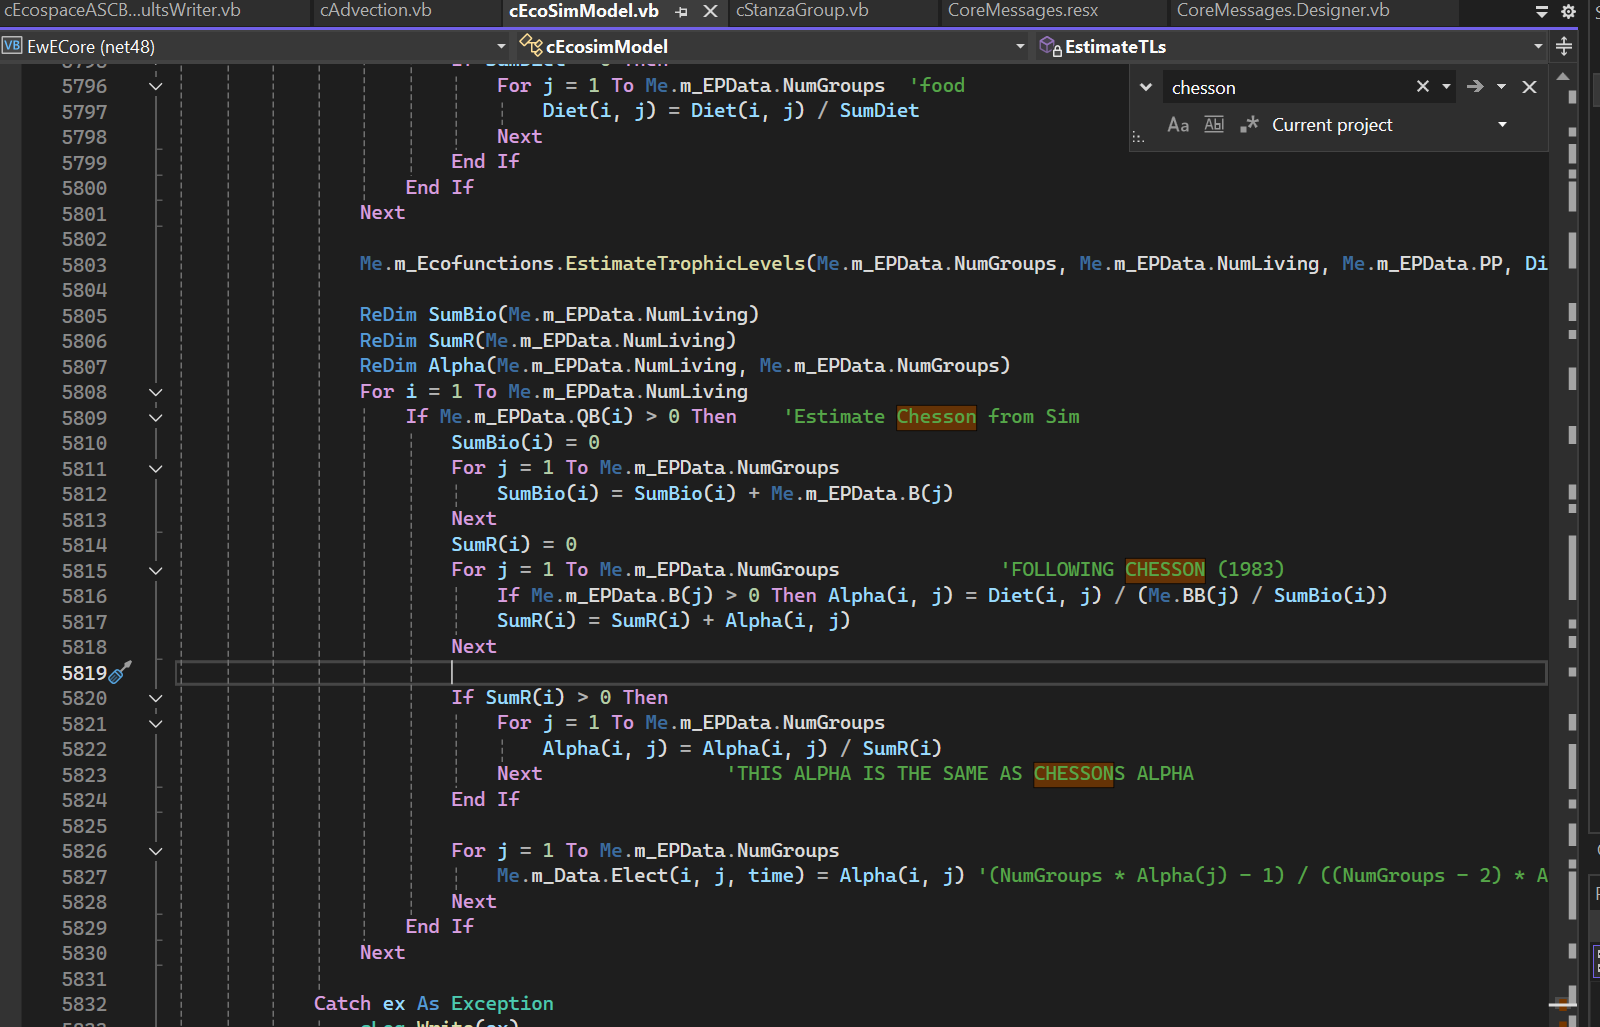 cEcospaceASCB...ultsWriter.vb cAdvection.vb cEcoSimModel.vb cStanzaGroup.vb CoreMessages.resx CoreMessages.Designer.vb
VB EwECore (net48) cEcosimModel EstimateTLs
chesson
Aa Abl .* Current project
5796 For j = 1 To Me.m_EPData.NumGroups 'food
5797 Diet(i, j) = Diet(i, j) / SumDiet
5798 Next
5799 End If
5800 End If
5801 Next
5802
5803 Me.m_Ecofunctions.EstimateTrophicLevels(Me.m_EPData.NumGroups, Me.m_EPData.NumLiving, Me.m_EPData.PP, Di
5804
5805 ReDim SumBio(Me.m_EPData.NumLiving)
5806 ReDim SumR(Me.m_EPData.NumLiving)
5807 ReDim Alpha(Me.m_EPData.NumLiving, Me.m_EPData.NumGroups)
5808 For i = 1 To Me.m_EPData.NumLiving
5809 If Me.m_EPData.QB(i) > 0 Then 'Estimate Chesson from Sim
5810 SumBio(i) = 0
5811 For j = 1 To Me.m_EPData.NumGroups
5812 SumBio(i) = SumBio(i) + Me.m_EPData.B(j)
5813 Next
5814 SumR(i) = 0
5815 For j = 1 To Me.m_EPData.NumGroups 'FOLLOWING CHESSON (1983)
5816 If Me.m_EPData.B(j) > 0 Then Alpha(i, j) = Diet(i, j) / (Me.BB(j) / SumBio(i))
5817 SumR(i) = SumR(i) + Alpha(i, j)
5818 Next
5819
5820 If SumR(i) > 0 Then
5821 For j = 1 To Me.m_EPData.NumGroups
5822 Alpha(i, j) = Alpha(i, j) / SumR(i)
5823 Next 'THIS ALPHA IS THE SAME AS CHESSONS ALPHA
5824 End If
5825
5826 For j = 1 To Me.m_EPData.NumGroups
5827 Me.m_Data.Elect(i, j, time) = Alpha(i, j) '(NumGroups * Alpha(j) - 1) / ((NumGroups - 2) * A
5828 Next
5829 End If
5830 Next
5831
5832 Catch ex As Exception